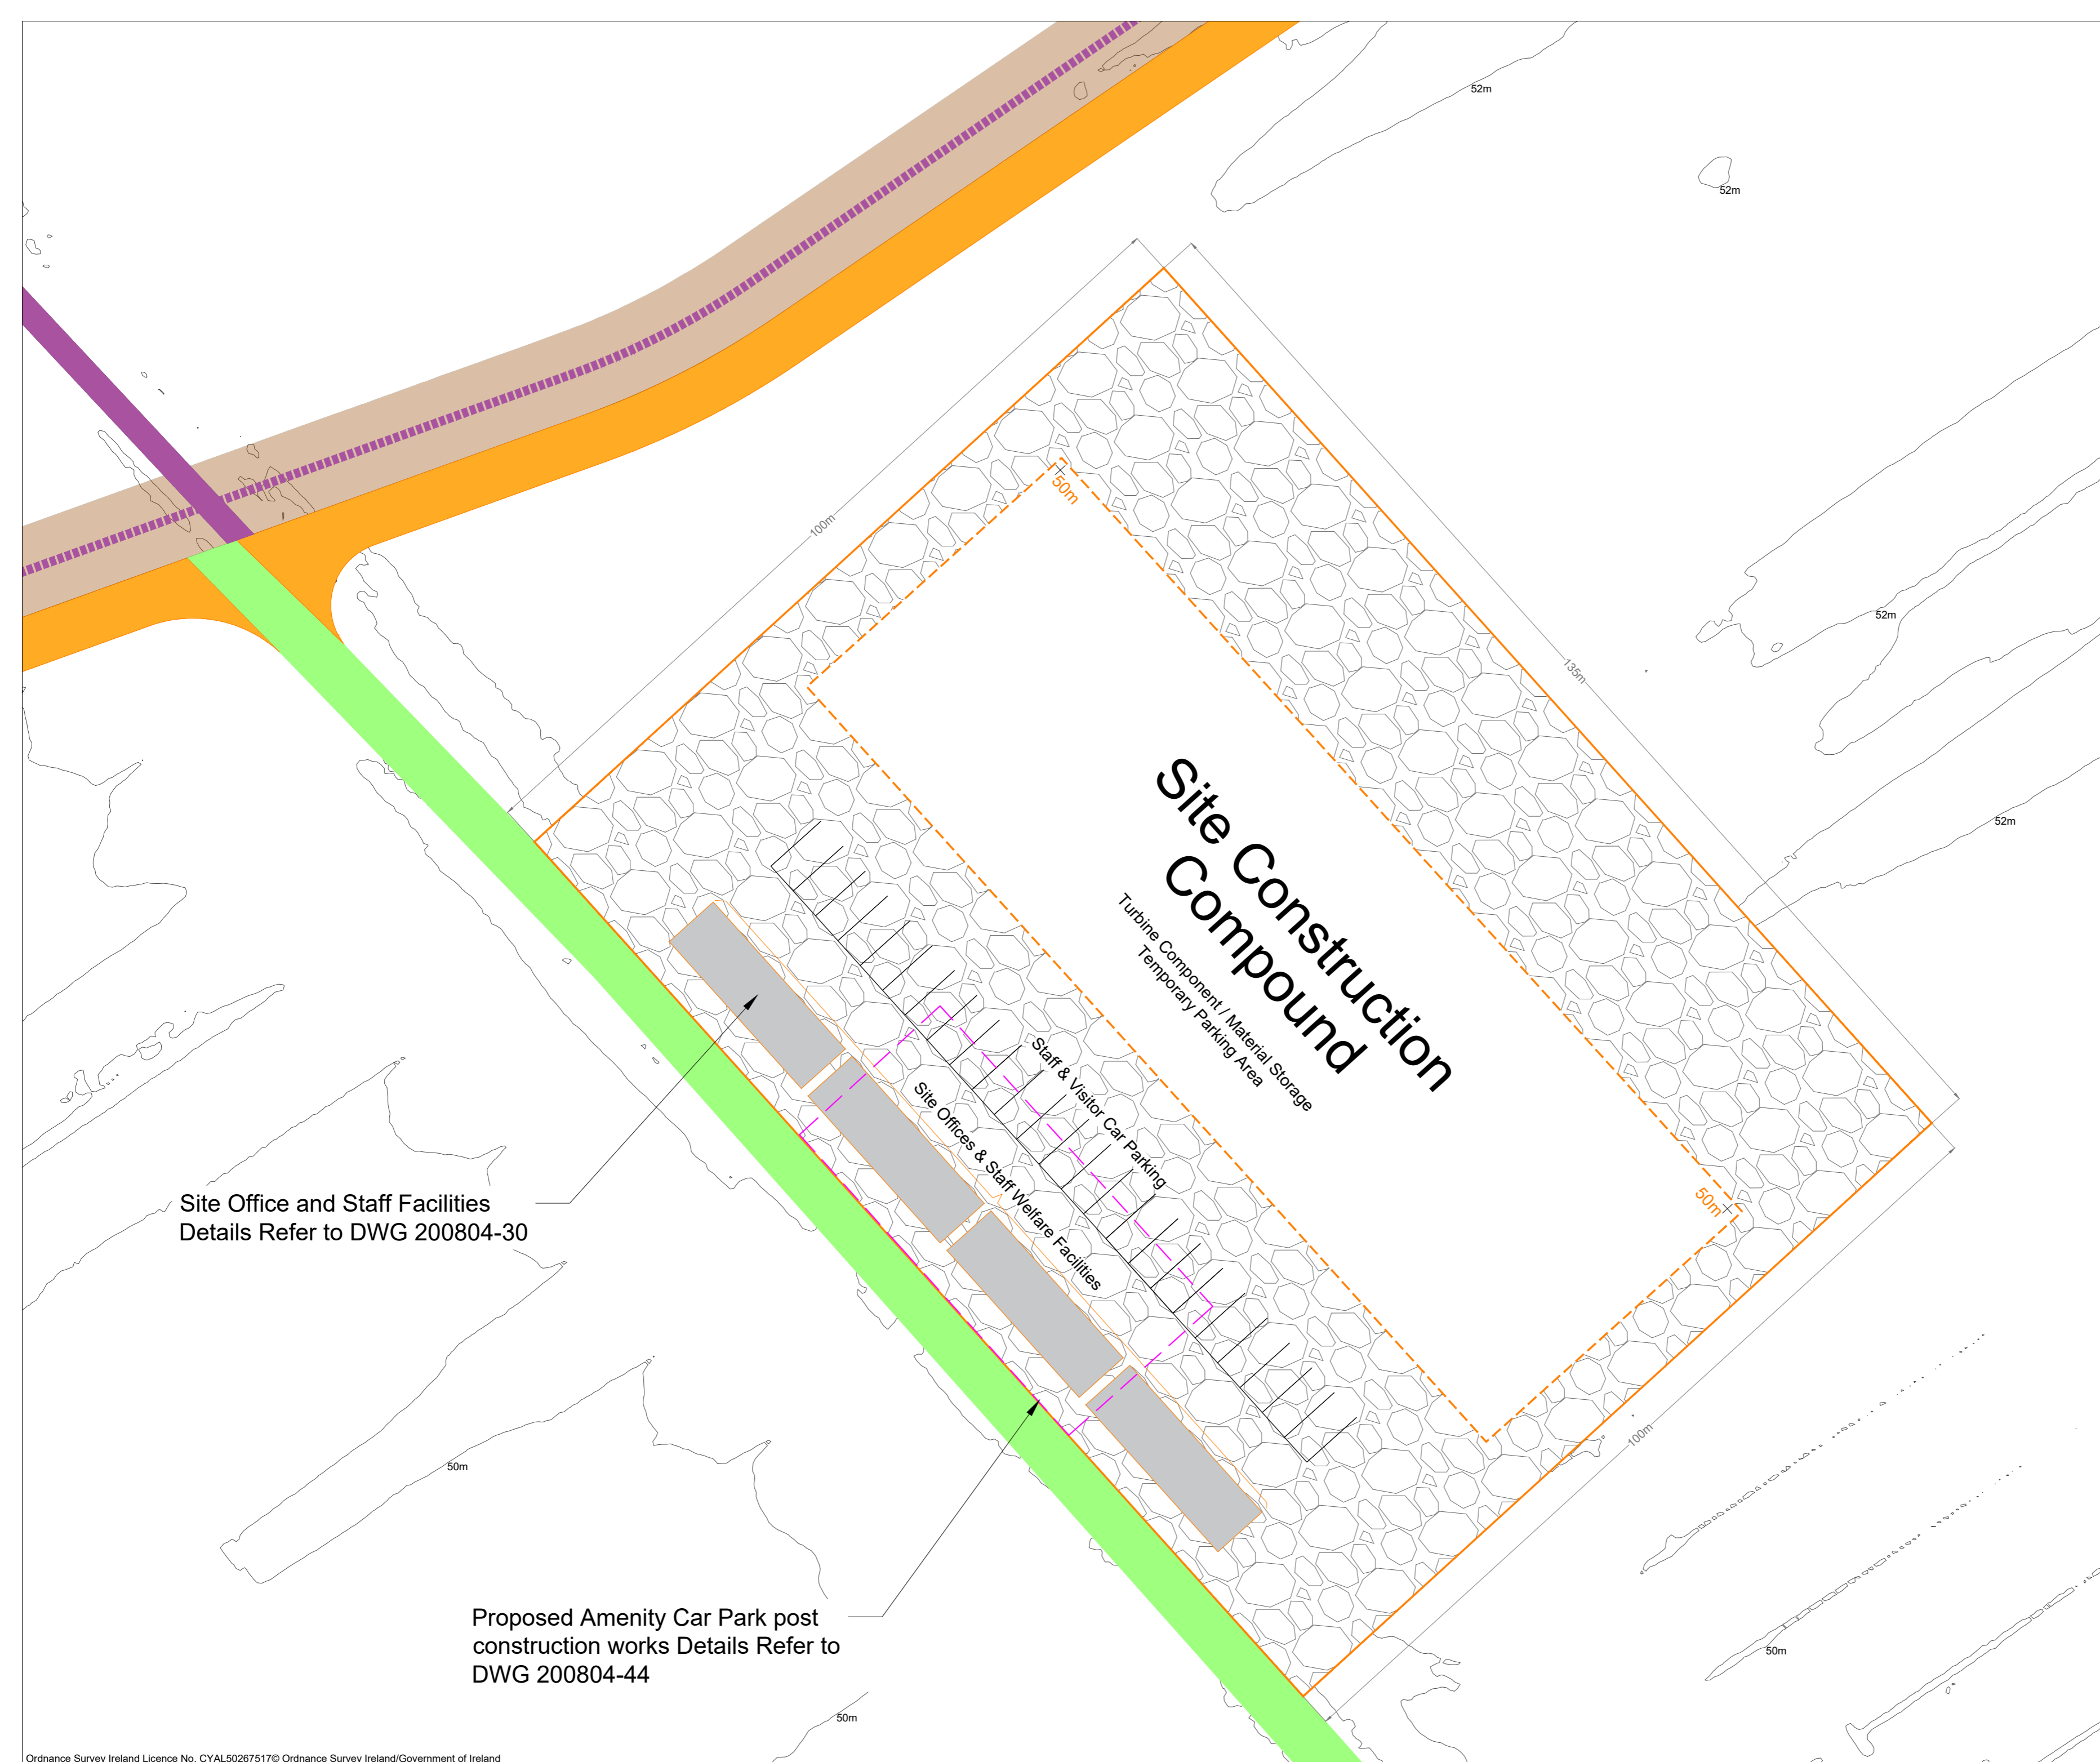 52m
52m
50m
100m
52m
135m
52m
Site Construction
Compound
Turbine Component / Material Storage
Temporary Parking Area
Staff & Visitor Car Parking
Site Offices & Staff Welfare Facilities
50m
Site Office and Staff Facilities
Details Refer to DWG 200804-30
100m
50m
Proposed Amenity Car Park post
construction works Details Refer to
DWG 200804-44
50m
50m
Ordnance Survey Ireland Licence No. CYAL50267517© Ordnance Survey Ireland/Government of Ireland